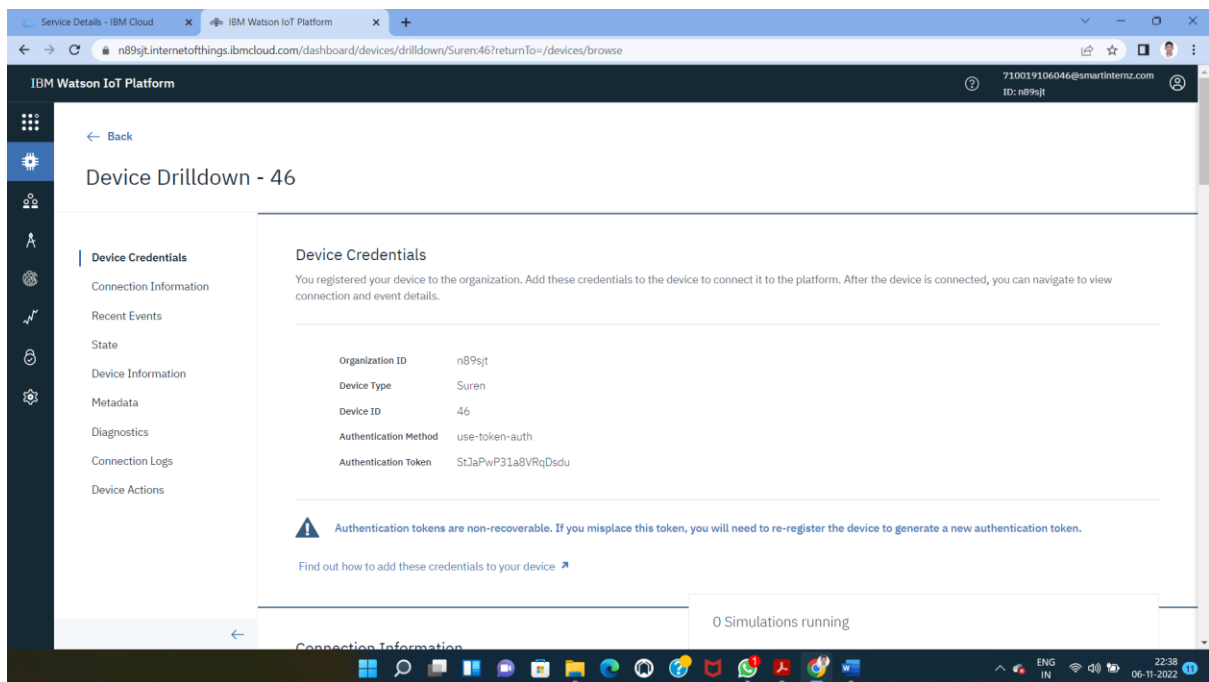 Service Details - IBM Cloud
IBM Watson IoT Platform
n89sjt.internetofthings.ibmcloud.com/dashboard/devices/drilldown/Suren:46?returnTo=/devices/browse
IBM Watson IoT Platform
710019106046@smartinternz.com
ID: n89sjt
Back
Device Drilldown - 46
Device Credentials
Connection Information
Recent Events
State
Device Information
Metadata
Diagnostics
Connection Logs
Device Actions
Device Credentials
You registered your device to the organization. Add these credentials to the device to connect it to the platform. After the device is connected, you can navigate to view
connection and event details.
Organization ID n89sjt
Device Type Suren
Device ID 46
Authentication Method use-token-auth
Authentication Token StJaPwP31a8VRqDsdu
Authentication tokens are non-recoverable. If you misplace this token, you will need to re-register the device to generate a new authentication token.
Find out how to add these credentials to your device
Connection Information
0 Simulations running
ENG
IN
22:38
06-11-2022
11